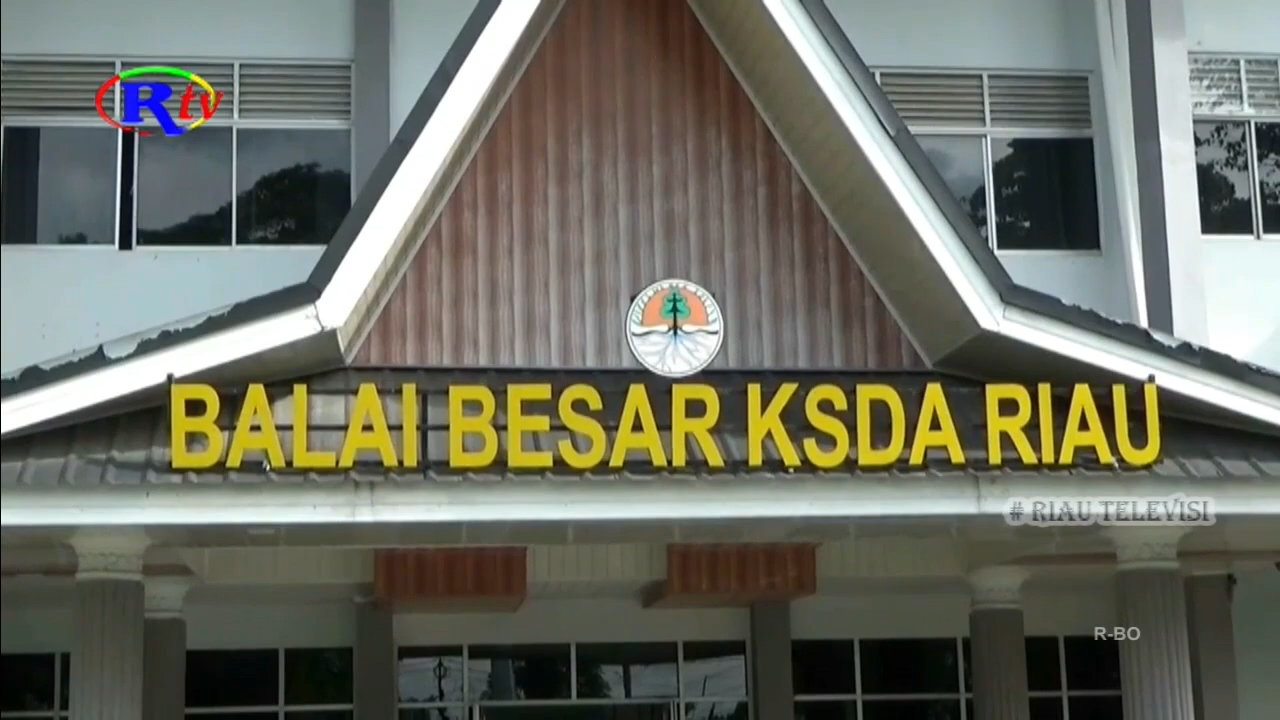 Rtv
BALAI BESAR KSDA RIAU
# RIAU TELEVISI
R-BO